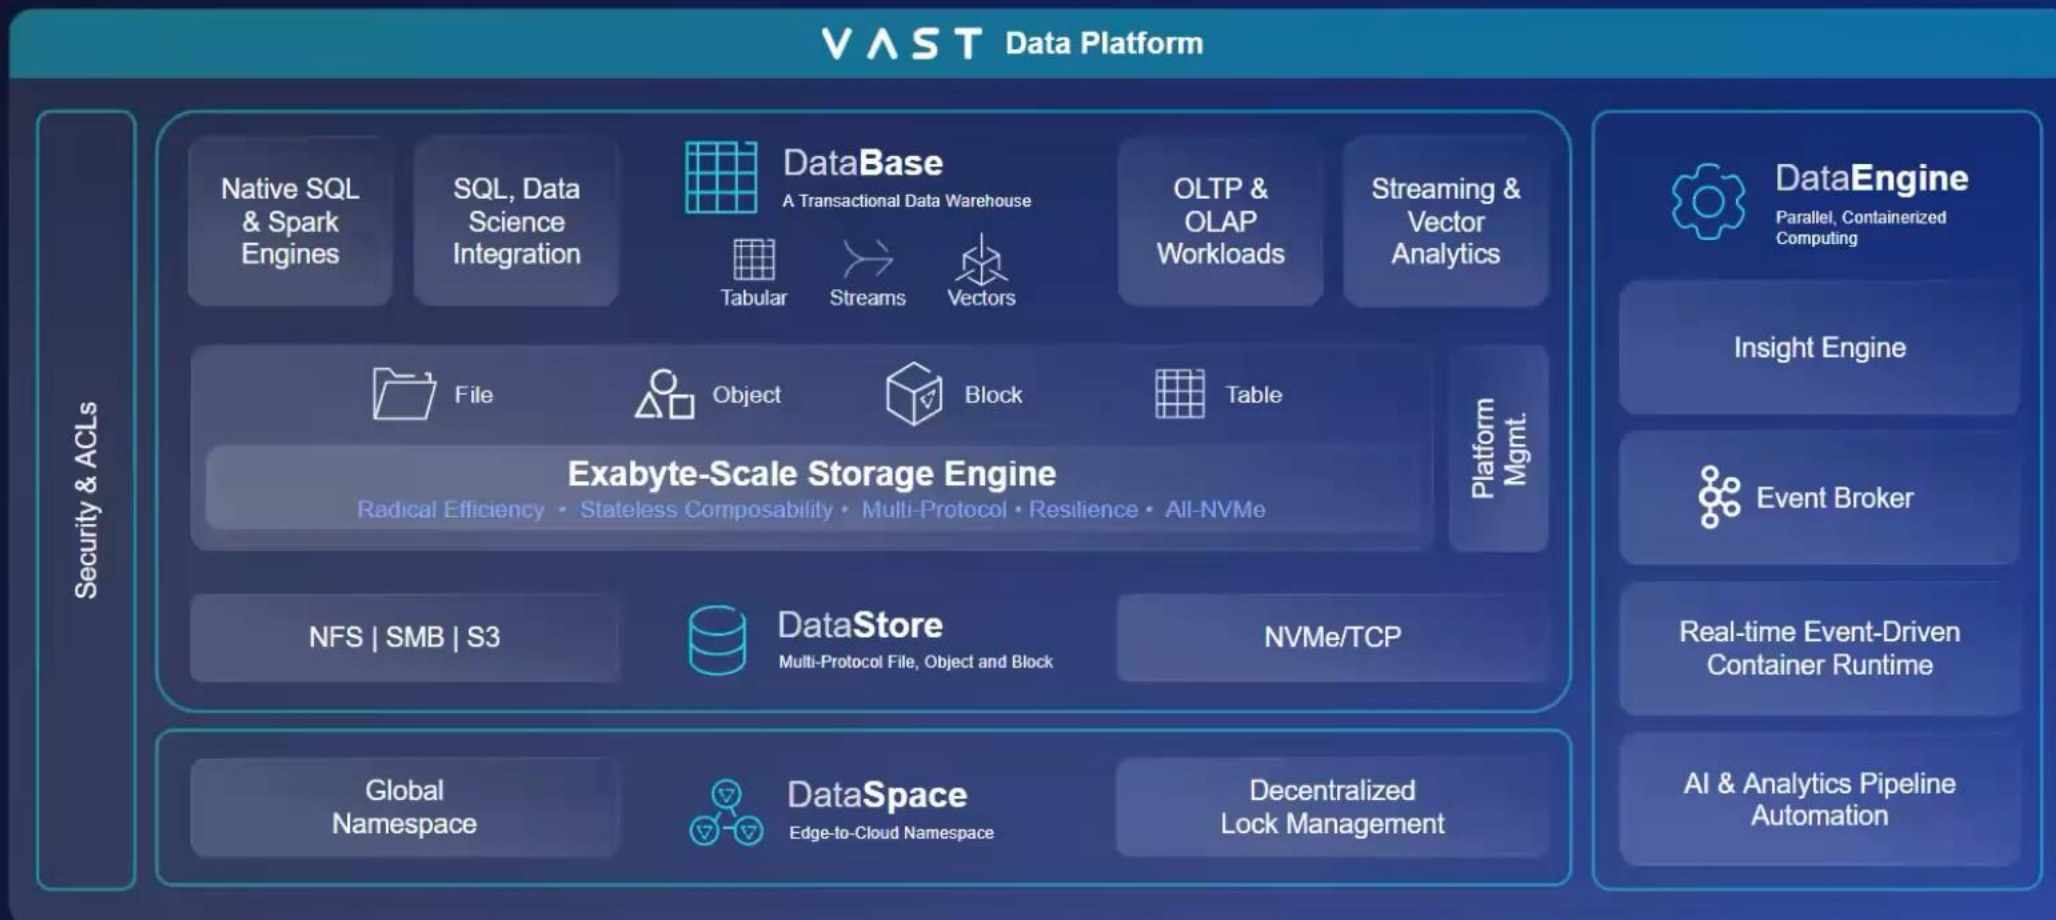 VAST Data Platform
Security & ACLs
Native SQL
& Spark
Engines
SQL, Data
Science
Integration
DataBase
A Transactional Data Warehouse
Tabular
Streams
Vectors
OLTP &
OLAP
Workloads
Streaming &
Vector
Analytics
File
Object
Block
Table
Exabyte-Scale Storage Engine
Radical Efficiency • Stateless Composability • Multi-Protocol • Resilience • All-NVMe
Platform
Mgmt.
NFS | SMB | S3
DataStore
Multi-Protocol File, Object and Block
NVMe/TCP
Global
Namespace
DataSpace
Edge-to-Cloud Namespace
Decentralized
Lock Management
DataEngine
Parallel, Containerized
Computing
Insight Engine
Event Broker
Real-time Event-Driven
Container Runtime
AI & Analytics Pipeline
Automation